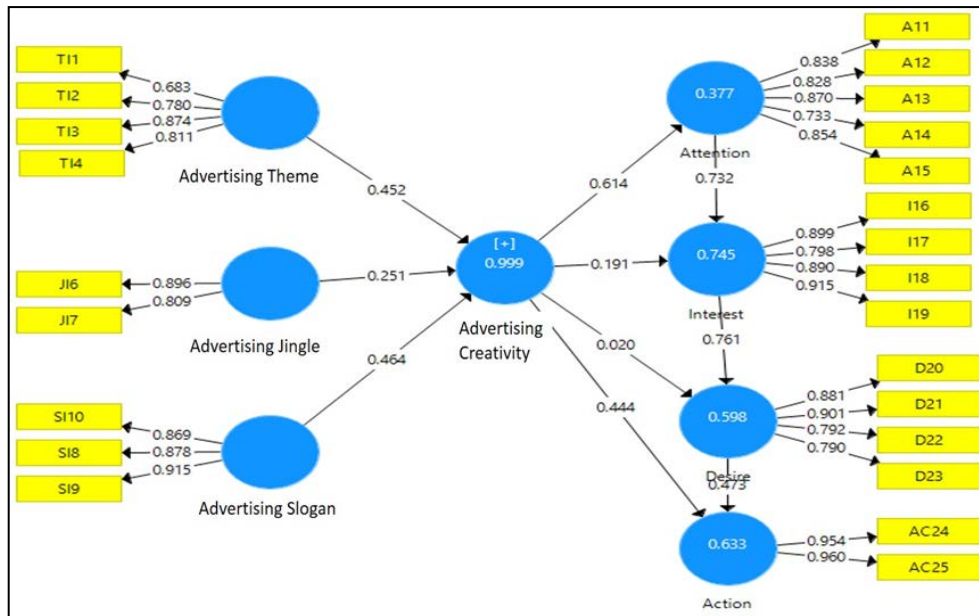 TI1
TI2
TI3
TI4
0.683
0.780
0.874
0.811
Advertising Theme
0.452
JI6
JI7
0.896
0.809
Advertising Jingle
0.251
SI10
SI8
SI9
0.869
0.878
0.915
Advertising Slogan
0.464
[+]
0.999
Advertising
Creativity
0.614
0.191
0.020
0.444
0.377
Attention
0.838
0.828
0.870
0.733
0.854
A11
A12
A13
A14
A15
0.732
0.745
Interest
0.899
0.798
0.890
0.915
I16
I17
I18
I19
0.761
0.598
Desire
0.881
0.901
0.792
0.790
D20
D21
D22
D23
0.473
0.633
Action
0.954
0.960
AC24
AC25